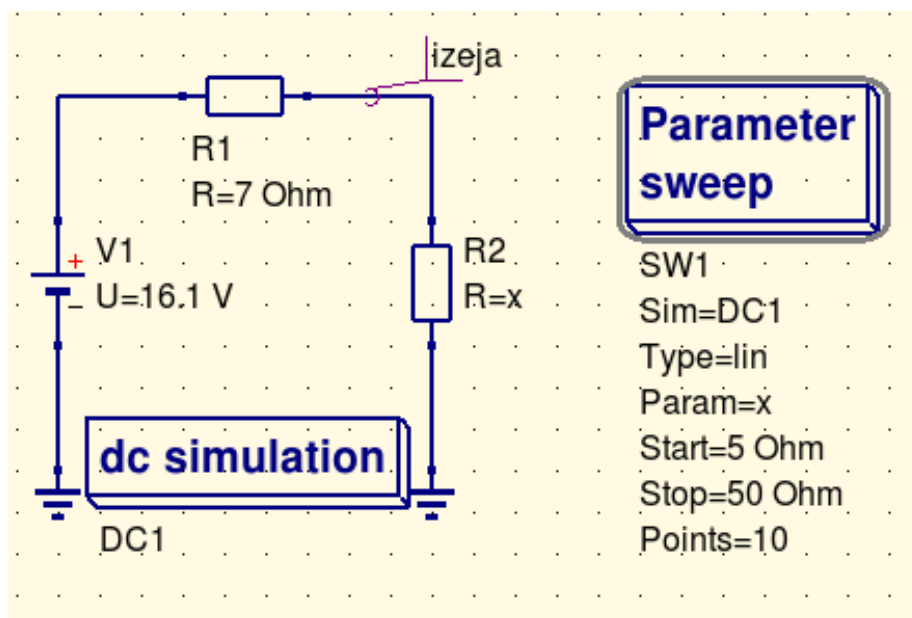 izeja
R1
R=7 Ohm
V1
U=16.1 V
+
_
R2
R=x
dc simulation
DC1
Parameter
sweep
SW1
Sim=DC1
Type=lin
Param=x
Start=5 Ohm
Stop=50 Ohm
Points=10